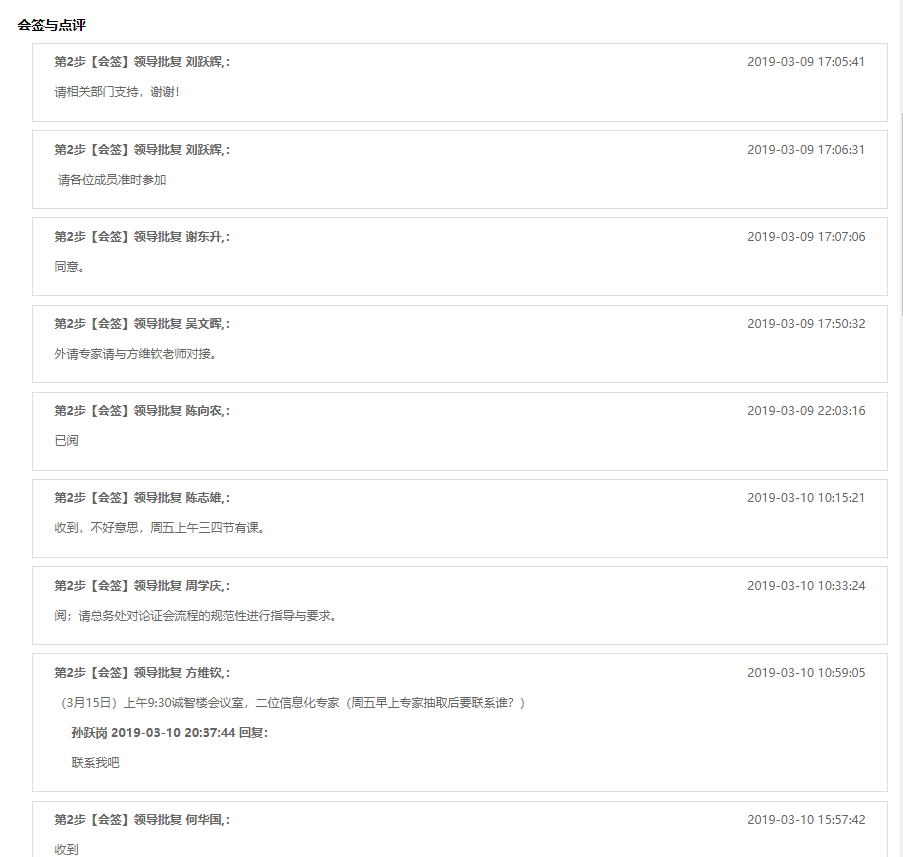 会签与点评
第2步【会签】领导批复 刘跃辉,： 2019-03-09 17:05:41
请相关部门支持，谢谢！
第2步【会签】领导批复 刘跃辉,： 2019-03-09 17:06:31
请各位成员准时参加
第2步【会签】领导批复 谢东升,： 2019-03-09 17:07:06
同意。
第2步【会签】领导批复 吴文晖,： 2019-03-09 17:50:32
外请专家请与方维钦老师对接。
第2步【会签】领导批复 陈向农,： 2019-03-09 22:03:16
已阅
第2步【会签】领导批复 陈志雄,： 2019-03-10 10:15:21
收到，不好意思，周五上午三四节有课。
第2步【会签】领导批复 周学庆,： 2019-03-10 10:33:24
阅；请总务处对论证会流程的规范性进行指导与要求。
第2步【会签】领导批复 方维钦,： 2019-03-10 10:59:05
（3月15日）上午9:30诚智楼会议室，二位信息化专家（周五早上专家抽取后要联系谁？）
孙跃岗 2019-03-10 20:37:44 回复：
联系我吧
第2步【会签】领导批复 何华国,： 2019-03-10 15:57:42
收到